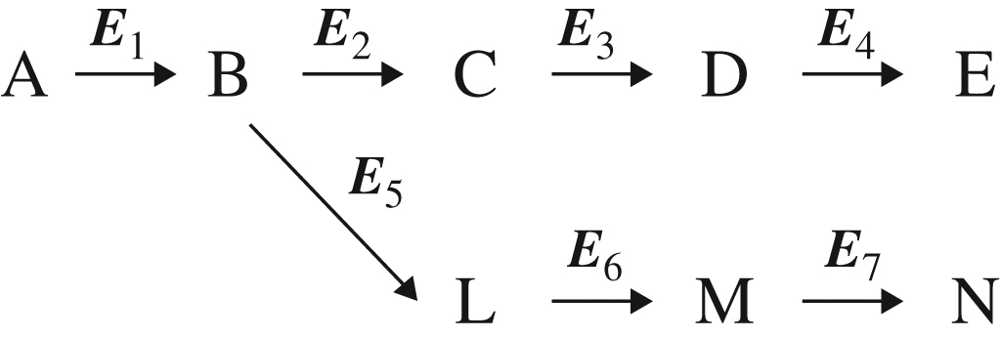 E₁ E₂ E₃ E₄
A B C D E
E₅
E₆ E₇
L M N